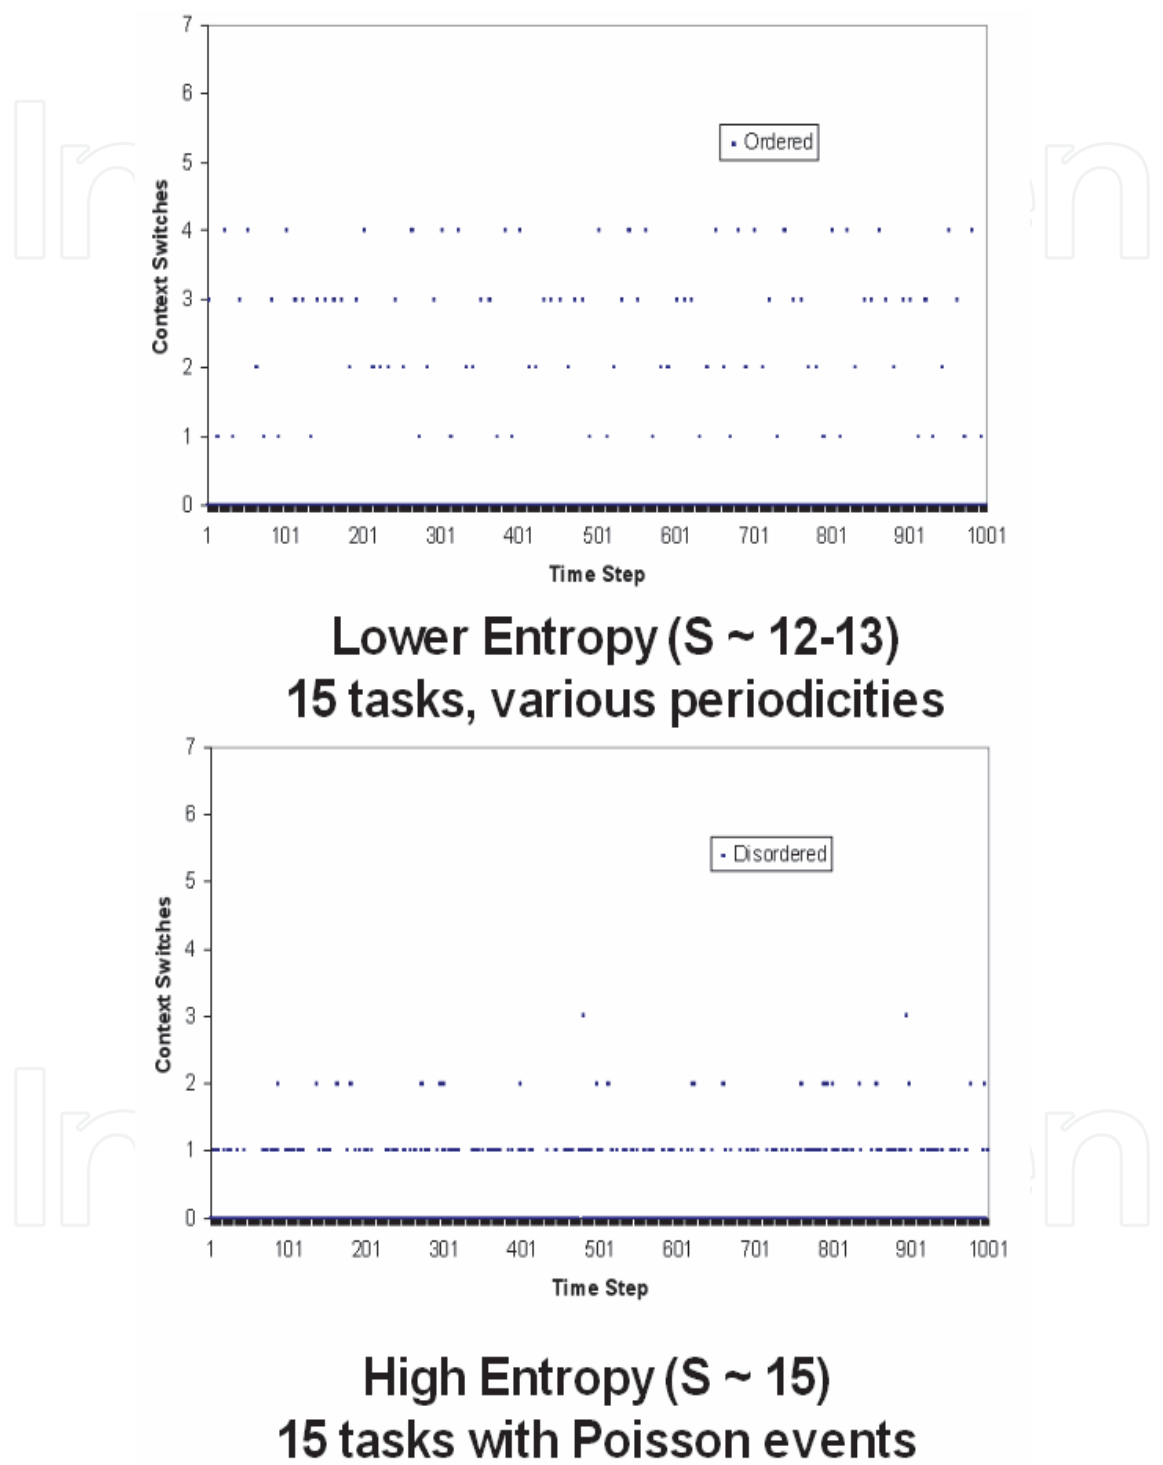 7
6
5
4
3
2
1
0
Context Switches
Ordered
1 101 201 301 401 501 601 701 801 901 1001
Time Step
Lower Entropy (S ~ 12-13)
15 tasks, various periodicities
7
6
5
4
3
2
1
0
Context Switches
Disordered
1 101 201 301 401 501 601 701 801 901 1001
Time Step
High Entropy (S ~ 15)
15 tasks with Poisson events